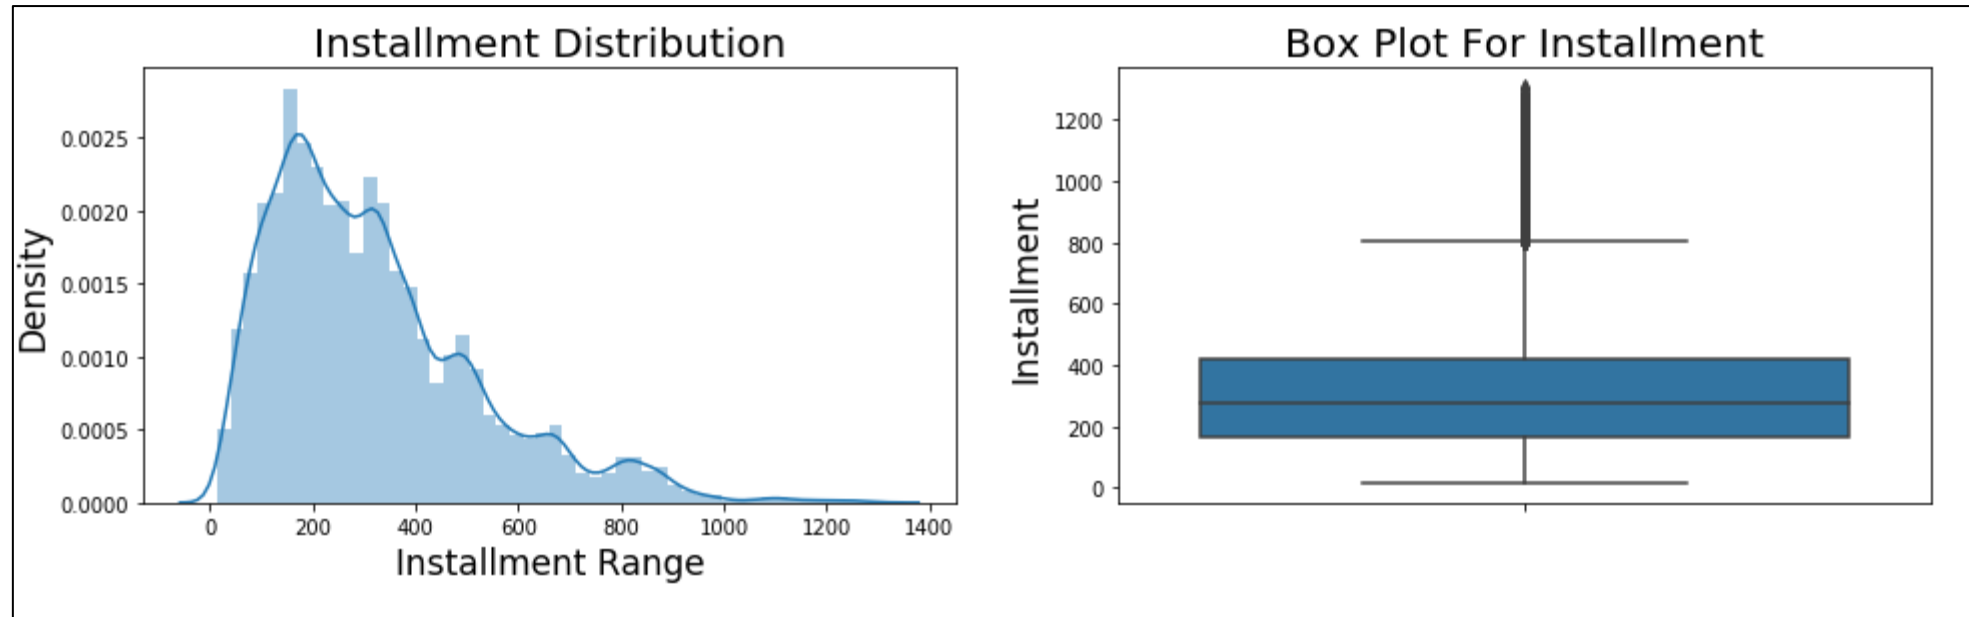 Installment Distribution
Density
0.0025
0.0020
0.0015
0.0010
0.0005
0.0000
0 200 400 600 800 1000 1200 1400
Installment Range
Box Plot For Installment
Installment
1200
1000
800
600
400
200
0